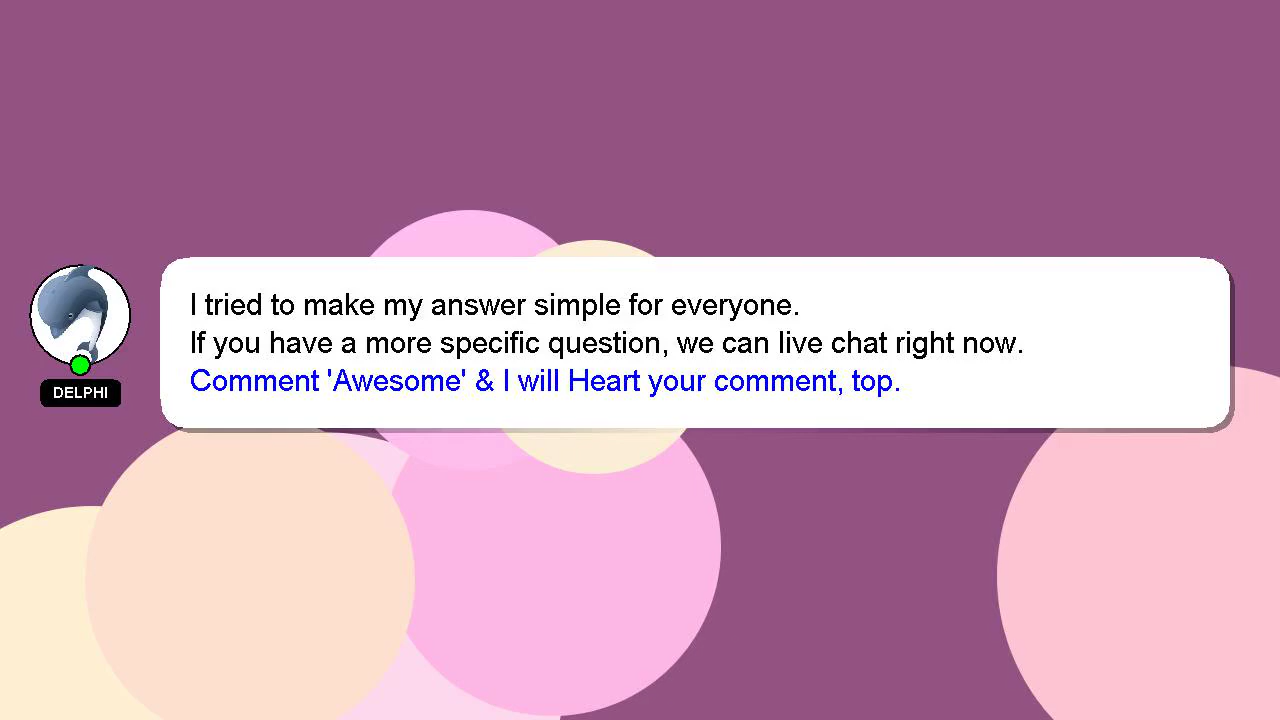 I tried to make my answer simple for everyone.
If you have a more specific question, we can live chat right now.
Comment 'Awesome' & I will Heart your comment, top.
DELPHI